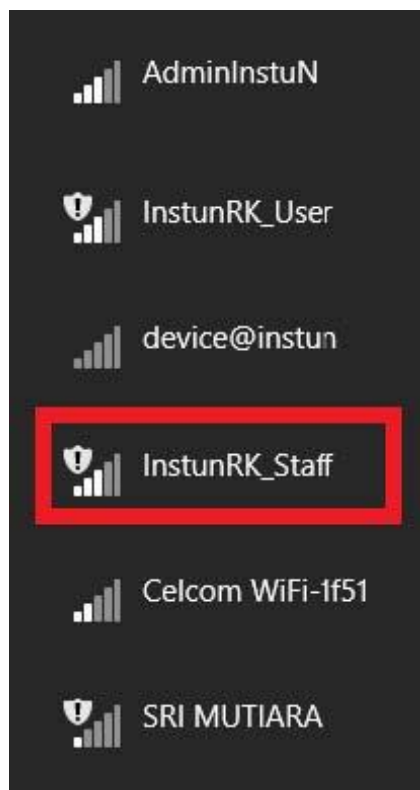 AdminInstuN
InstunRK_User
device@instun
InstunRK_Staff
Celcom WiFi-1f51
SRI MUTIARA